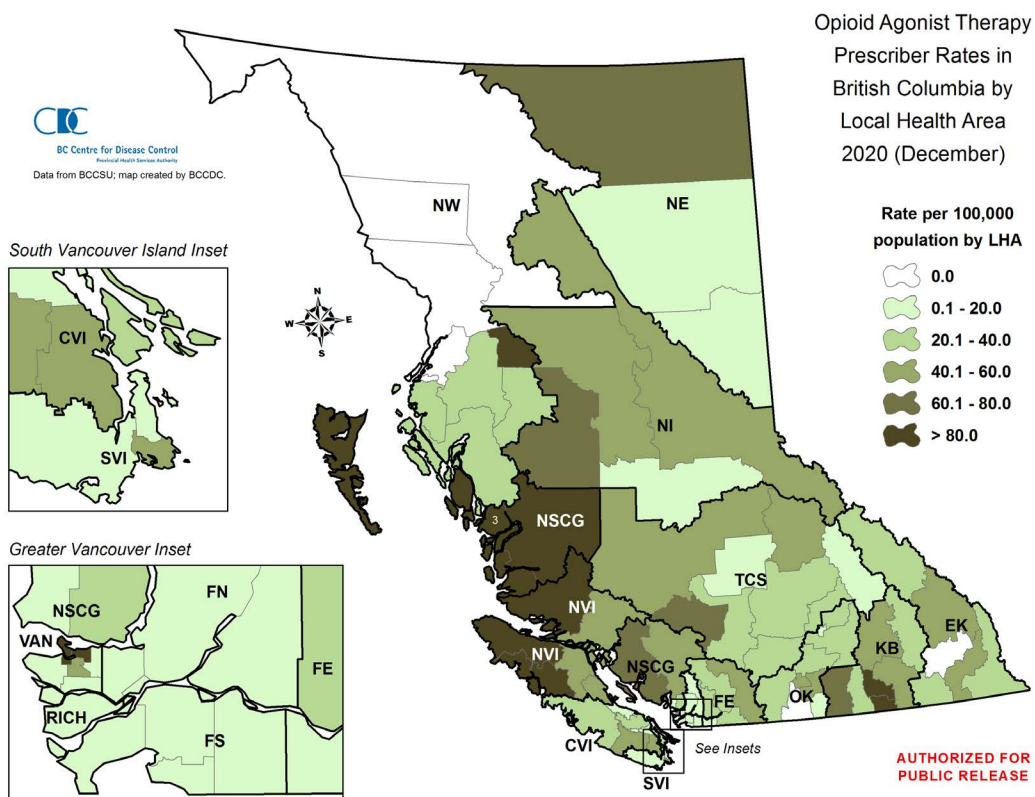 Opioid Agonist Therapy
Prescriber Rates in
British Columbia by
Local Health Area
2020 (December)
CDC
BC Centre for Disease Control
Provincial Health Services Authority
Data from BCCSU; map created by BCCDC.
Rate per 100,000
population by LHA
0.0
0.1 - 20.0
20.1 - 40.0
40.1 - 60.0
60.1 - 80.0
> 80.0
NW
NE
South Vancouver Island Inset
CVI
SVI
N
W E
S
NI
3
NSCG
Greater Vancouver Inset
NSCG
FN
VAN
FE
RICH
FS
TCS
NVI
NVI
NSCG
KB
EK
FE
OK
CVI
SVI
See Insets
AUTHORIZED FOR
PUBLIC RELEASE